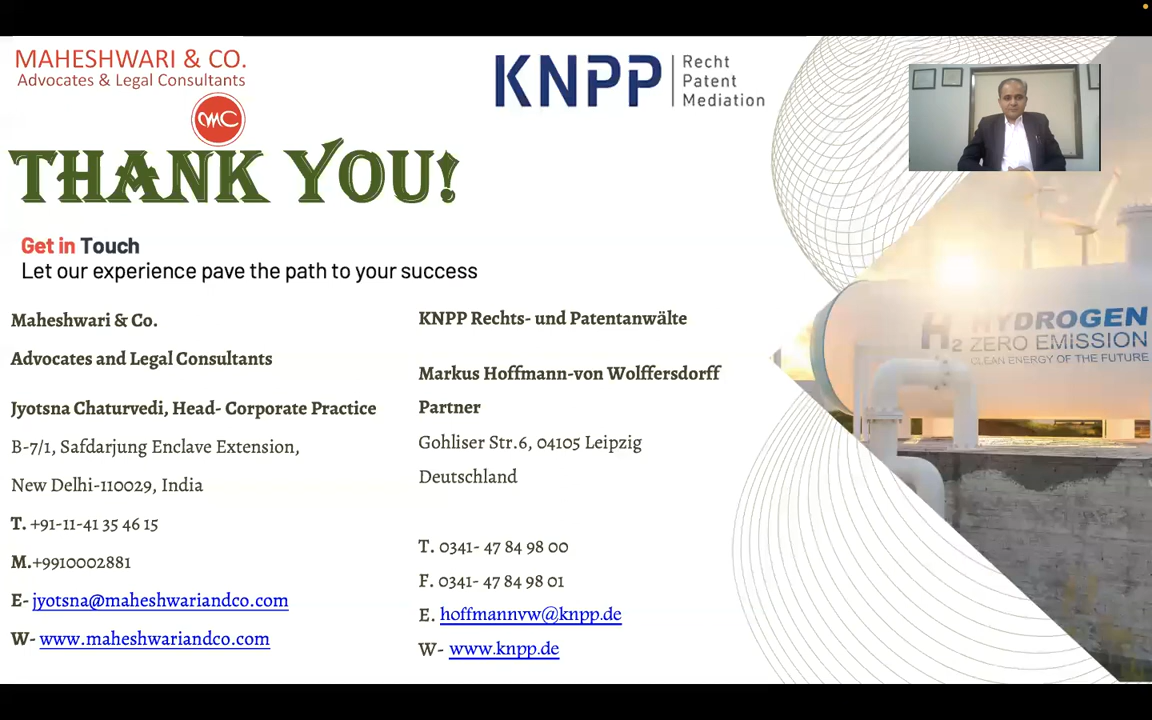 MAHESHWARI & CO.
Advocates & Legal Consultants
MC
KNPP
Recht
Patent
Mediation
THANK YOU!
Get in Touch
Let our experience pave the path to your success
Maheshwari & Co.
Advocates and Legal Consultants
Jyotsna Chaturvedi, Head- Corporate Practice
B-7/1, Safdarjung Enclave Extension,
New Delhi-110029, India
T. +91-11-41 35 46 15
M.+9910002881
E- jyotsna@maheshwariandco.com
W- www.maheshwariandco.com
KNPP Rechts- und Patentanwälte
Markus Hoffmann-von Wolffersdorff
Partner
Gohliser Str.6, 04105 Leipzig
Deutschland
T. 0341- 47 84 98 00
F. 0341- 47 84 98 01
E. hoffmannvw@knpp.de
W- www.knpp.de
H2 HYDROGEN
ZERO EMISSION
CLEAN ENERGY OF THE FUTURE